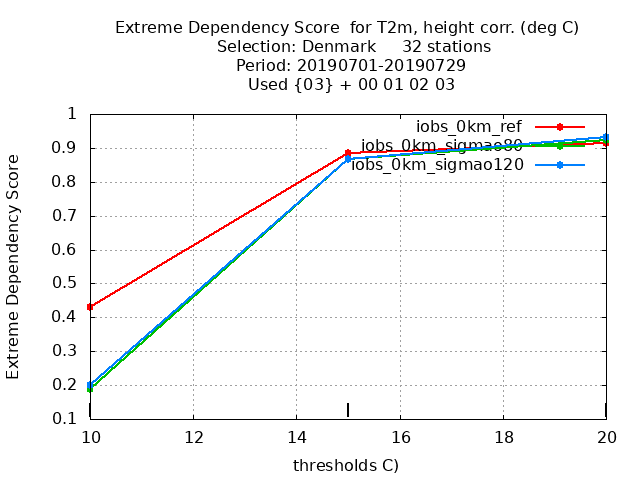 Extreme Dependency Score  for T2m, height corr. (deg C)
Selection: Denmark     32 stations
Period: 20190701-20190729
Used {03} + 00 01 02 03
Extreme Dependency Score
1
0.9
0.8
0.7
0.6
0.5
0.4
0.3
0.2
0.1
iobs_0km_ref
iobs_0km_sigmao80
iobs_0km_sigmao120
10 12 14 16 18 20
thresholds C)